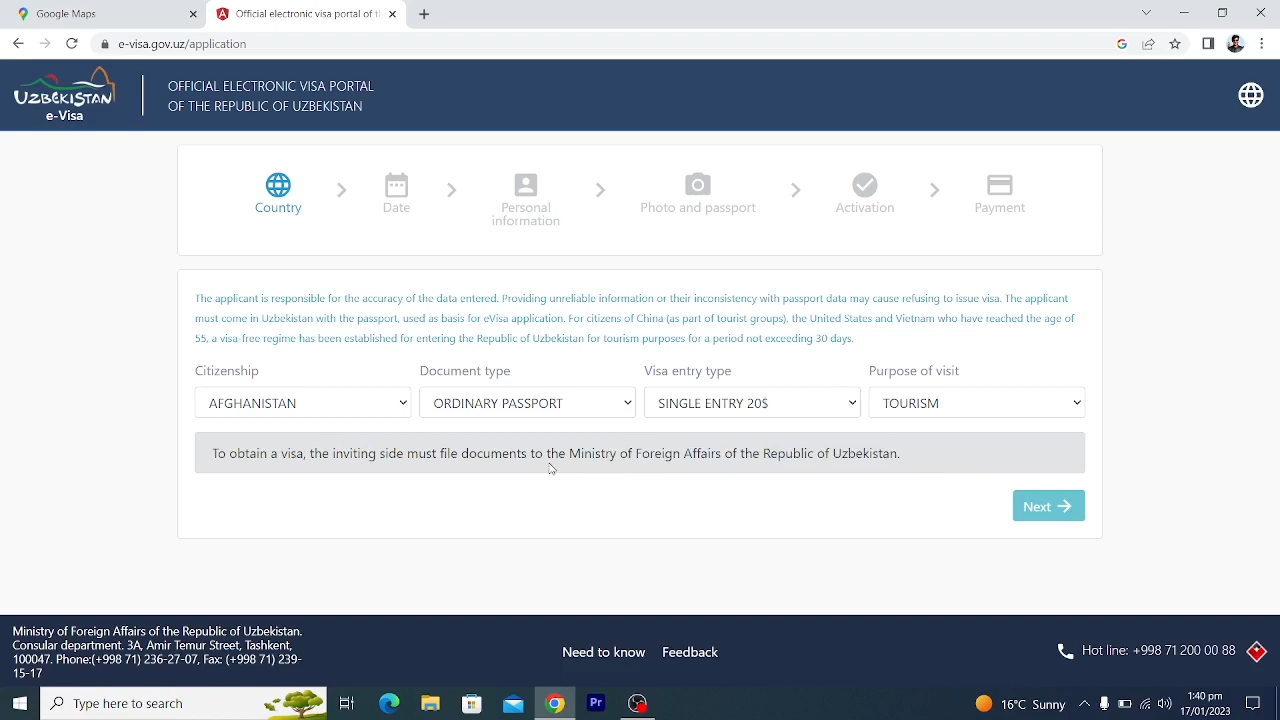 Google Maps
Official electronic visa portal of th
e-visa.gov.uz/application
UZBEKISTAN
e-Visa
OFFICIAL ELECTRONIC VISA PORTAL
OF THE REPUBLIC OF UZBEKISTAN
Country
Date
Personal
information
Photo and passport
Activation
Payment
The applicant is responsible for the accuracy of the data entered. Providing unreliable information or their inconsistency with passport data may cause refusing to issue visa. The applicant
must come in Uzbekistan with the passport, used as basis for eVisa application. For citizens of China (as part of tourist groups), the United States and Vietnam who have reached the age of
55, a visa-free regime has been established for entering the Republic of Uzbekistan for tourism purposes for a period not exceeding 30 days.
Citizenship
Document type
Visa entry type
Purpose of visit
AFGHANISTAN
ORDINARY PASSPORT
SINGLE ENTRY 20$
TOURISM
To obtain a visa, the inviting side must file documents to the Ministry of Foreign Affairs of the Republic of Uzbekistan.
Next
Ministry of Foreign Affairs of the Republic of Uzbekistan.
Consular department. 3A, Amir Temur Street, Tashkent,
100047. Phone:(+998 71) 236-27-07, Fax: (+998 71) 239-
15-17
Need to know
Feedback
Hot line: +998 71 200 00 88
Type here to search
Pr
16°C Sunny
1:40 pm
17/01/2023